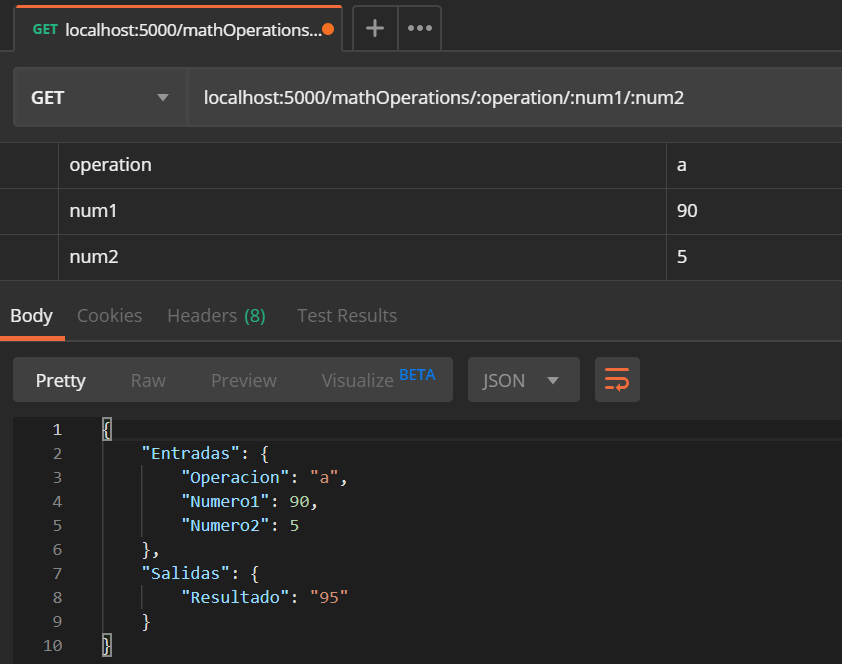 GET localhost:5000/mathOperations...
GET localhost:5000/mathOperations/:operation/:num1/:num2
operation a
num1 90
num2 5
Body Cookies Headers (8) Test Results
Pretty Raw Preview Visualize BETA JSON
1 {
2 "Entradas": {
3 "Operacion": "a",
4 "Numero1": 90,
5 "Numero2": 5
6 },
7 "Salidas": {
8 "Resultado": "95"
9 }
10 }